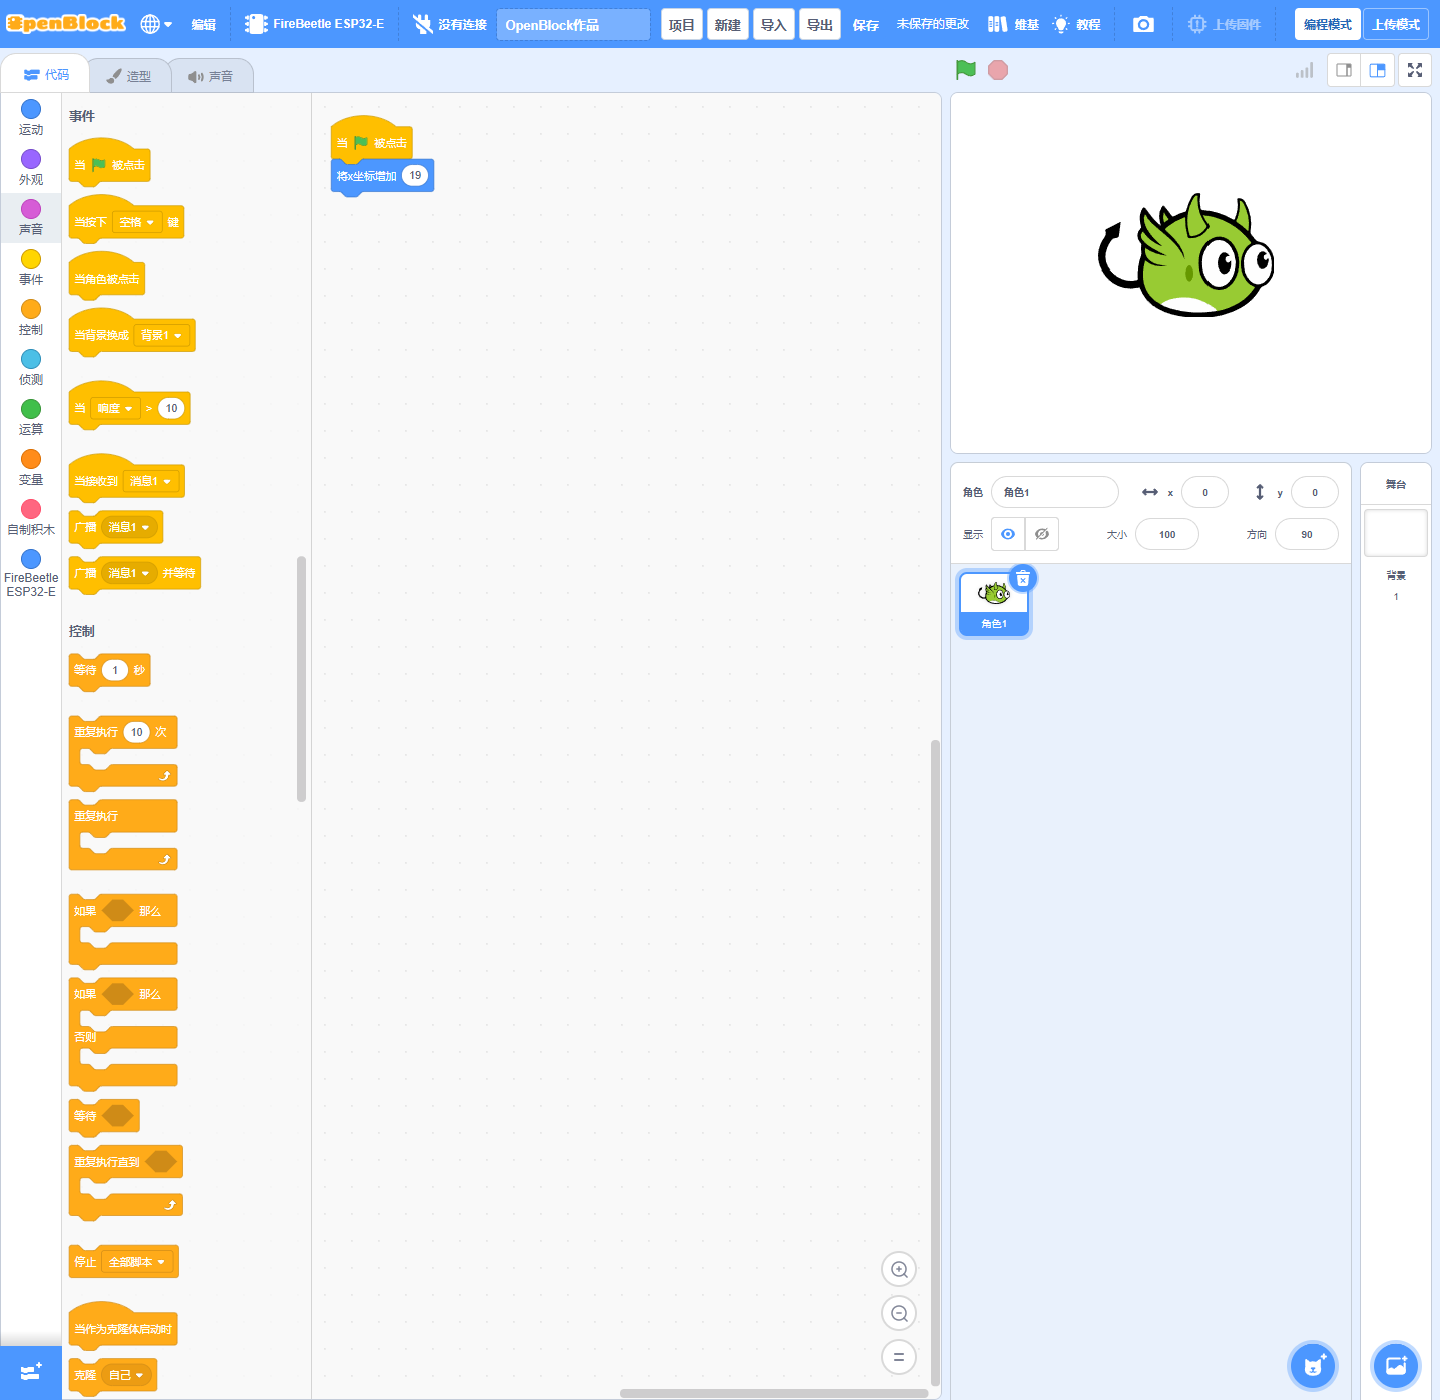 OpenBlock
编辑
FireBeetle ESP32-E
没有连接
OpenBlock作品
项目
新建
导入
导出
保存
未保存的更改
维基
教程
上传固件
编程模式
上传模式
代码
造型
声音
运动
外观
声音
事件
控制
侦测
运算
变量
自制积木
FireBeetle
ESP32-E
事件
当 被点击
当按下 空格 键
当角色被点击
当背景换成 背景1
当 响度 > 10
当接收到 消息1
广播 消息1
广播 消息1 并等待
控制
等待 1 秒
重复执行 10 次
重复执行
如果 那么
如果 那么
否则
等待
重复执行直到
停止 全部脚本
当作为克隆体启动时
克隆 自己
当 被点击
将x坐标增加 19
角色 角色1
x 0
y 0
显示
大小 100
方向 90
角色1
舞台
背景
1